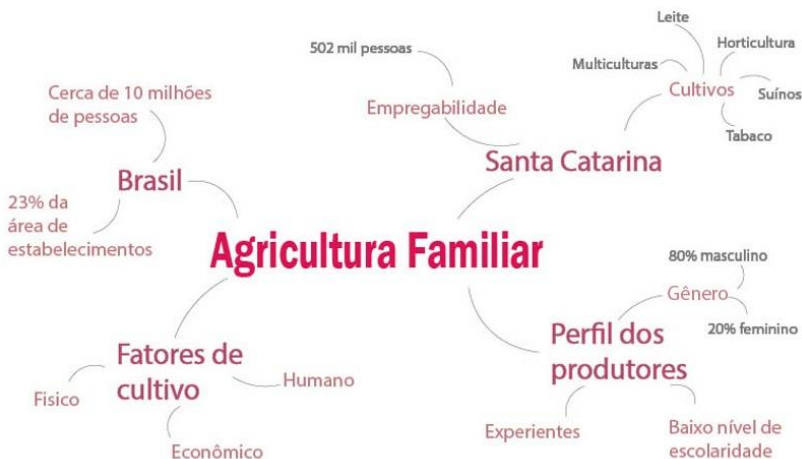 Agricultura Familiar
Brasil
Cerca de 10 milhões
de pessoas
23% da
área de
estabelecimentos
Santa Catarina
Empregabilidade
502 mil pessoas
Cultivos
Multiculturas
Leite
Horticultura
Suínos
Tabaco
Fatores de
cultivo
Fisico
Econômico
Humano
Perfil dos
produtores
Gênero
80% masculino
20% feminino
Experientes
Baixo nível de
escolaridade